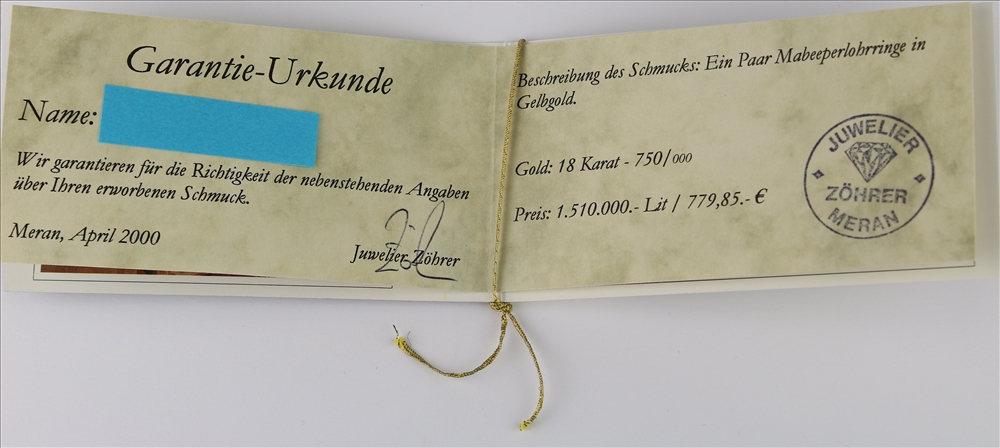 Garantie-Urkunde
Name:
Wir garantieren für die Richtigkeit der nebenstehenden Angaben
über Ihren erworbenen Schmuck.
Meran, April 2000
Juwelier Zöhrer
Beschreibung des Schmucks: Ein Paar Mabeeperlohrringe in
Gelbgold.
Gold: 18 Karat - 750/000
Preis: 1.510.000.- Lit / 779,85.- €
JUWELIER
ZÖHRER
MERAN